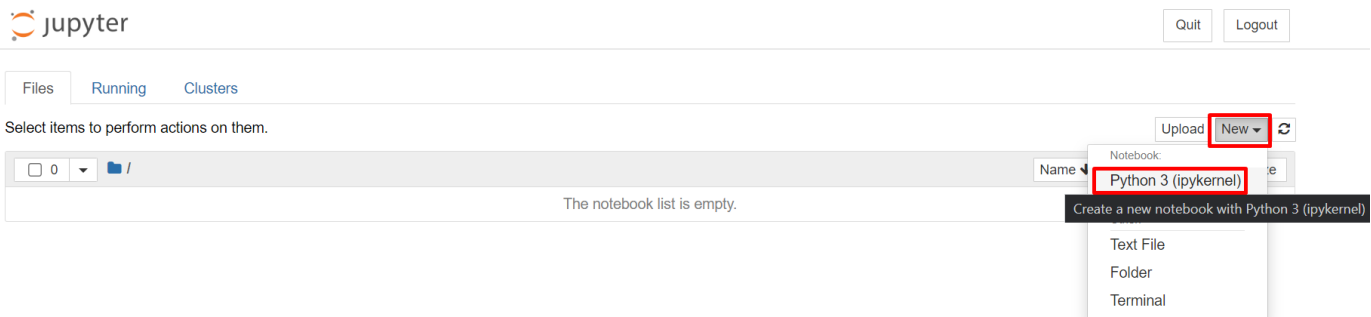 jupyter
Quit Logout
Files Running Clusters
Select items to perform actions on them.
Upload New
Notebook:
0 / Name
Python 3 (ipykernel)
The notebook list is empty.
Create a new notebook with Python 3 (ipykernel)
Text File
Folder
Terminal